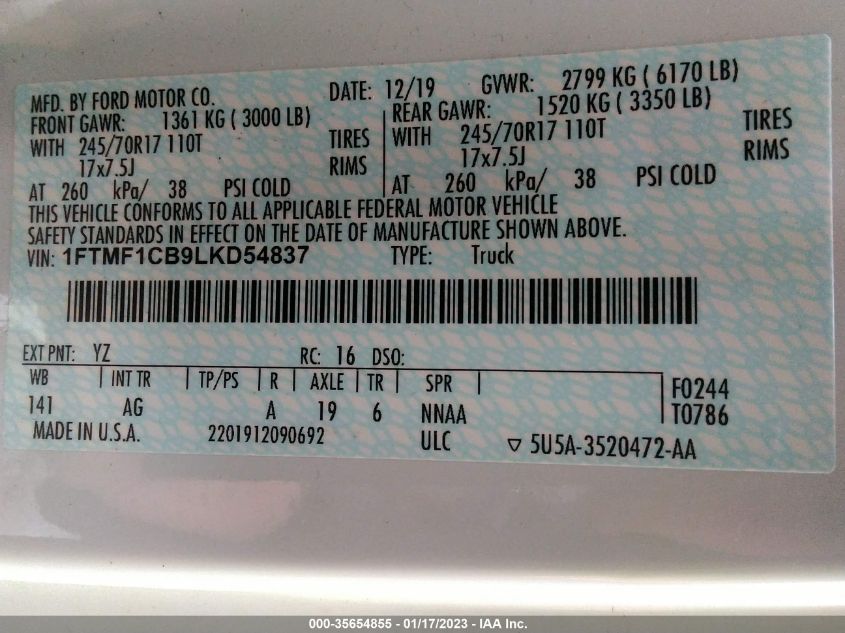 MFD. BY FORD MOTOR CO. DATE: 12/19 GVWR: 2799 KG ( 6170 LB)
FRONT GAWR: 1361 KG ( 3000 LB) REAR GAWR: 1520 KG ( 3350 LB)
WITH 245/70R17 110T TIRES WITH 245/70R17 110T TIRES
17x7.5J RIMS 17x7.5J RIMS
AT 260 kPa/ 38 PSI COLD AT 260 kPa/ 38 PSI COLD
THIS VEHICLE CONFORMS TO ALL APPLICABLE FEDERAL MOTOR VEHICLE
SAFETY STANDARDS IN EFFECT ON THE DATE OF MANUFACTURE SHOWN ABOVE.
VIN: 1FTMF1CB9LKD54837 TYPE: Truck
EXT PNT: YZ RC: 16 DSO:
WB INT TR TP/PS R AXLE TR SPR F0244
141 AG A 19 6 NNAA T0786
MADE IN U.S.A. 2201912090692 ULC 5U5A-3520472-AA
000-35654855 - 01/17/2023 - IAA Inc.